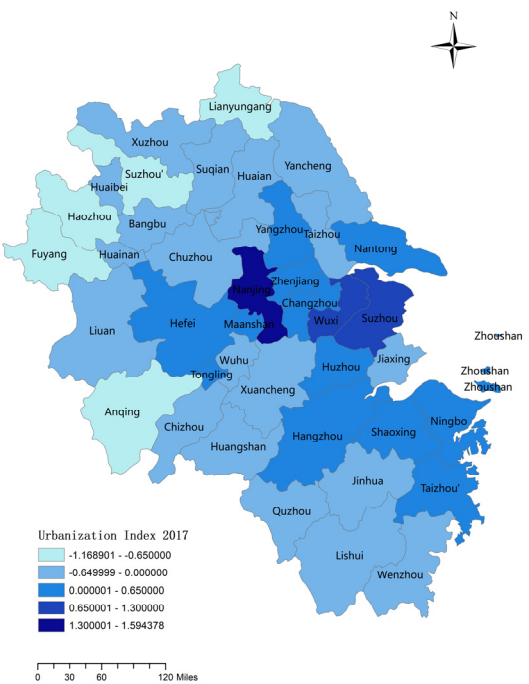 N
Lianyungang
Xuzhou
Suqian
Huaian
Yancheng
Suzhou'
Huaibei
Haozhou
Bangbu
Yangzhou
Taizhou
Nantong
Fuyang
Huainan
Chuzhou
Zhenjiang
Nanjing
Changzhou
Liuan
Hefei
Maanshan
Wuxi
Suzhou
Zhoushan
Wuhu
Huzhou
Jiaxing
Tongling
Zhoushan
Zhoushan
Xuancheng
Anqing
Chizhou
Ningbo
Shaoxing
Hangzhou
Huangshan
Jinhua
Taizhou'
Quzhou
Lishui
Wenzhou
Urbanization Index 2017
-1.168901 - -0.650000
-0.649999 - 0.000000
0.000001 - 0.650000
0.650001 - 1.300000
1.300001 - 1.594378
0 30 60 120 Miles